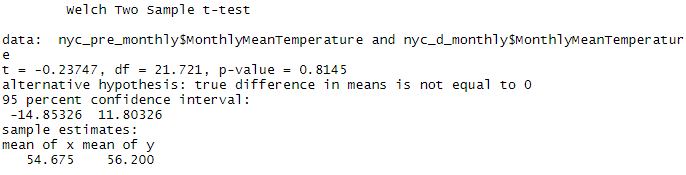 Welch Two Sample t-test
data:  nyc_pre_monthly$MonthlyMeanTemperature and nyc_d_monthly$MonthlyMeanTemperatur
e
t = -0.23747, df = 21.721, p-value = 0.8145
alternative hypothesis: true difference in means is not equal to 0
95 percent confidence interval:
-14.85326  11.80326
sample estimates:
mean of x mean of y
54.675    56.200